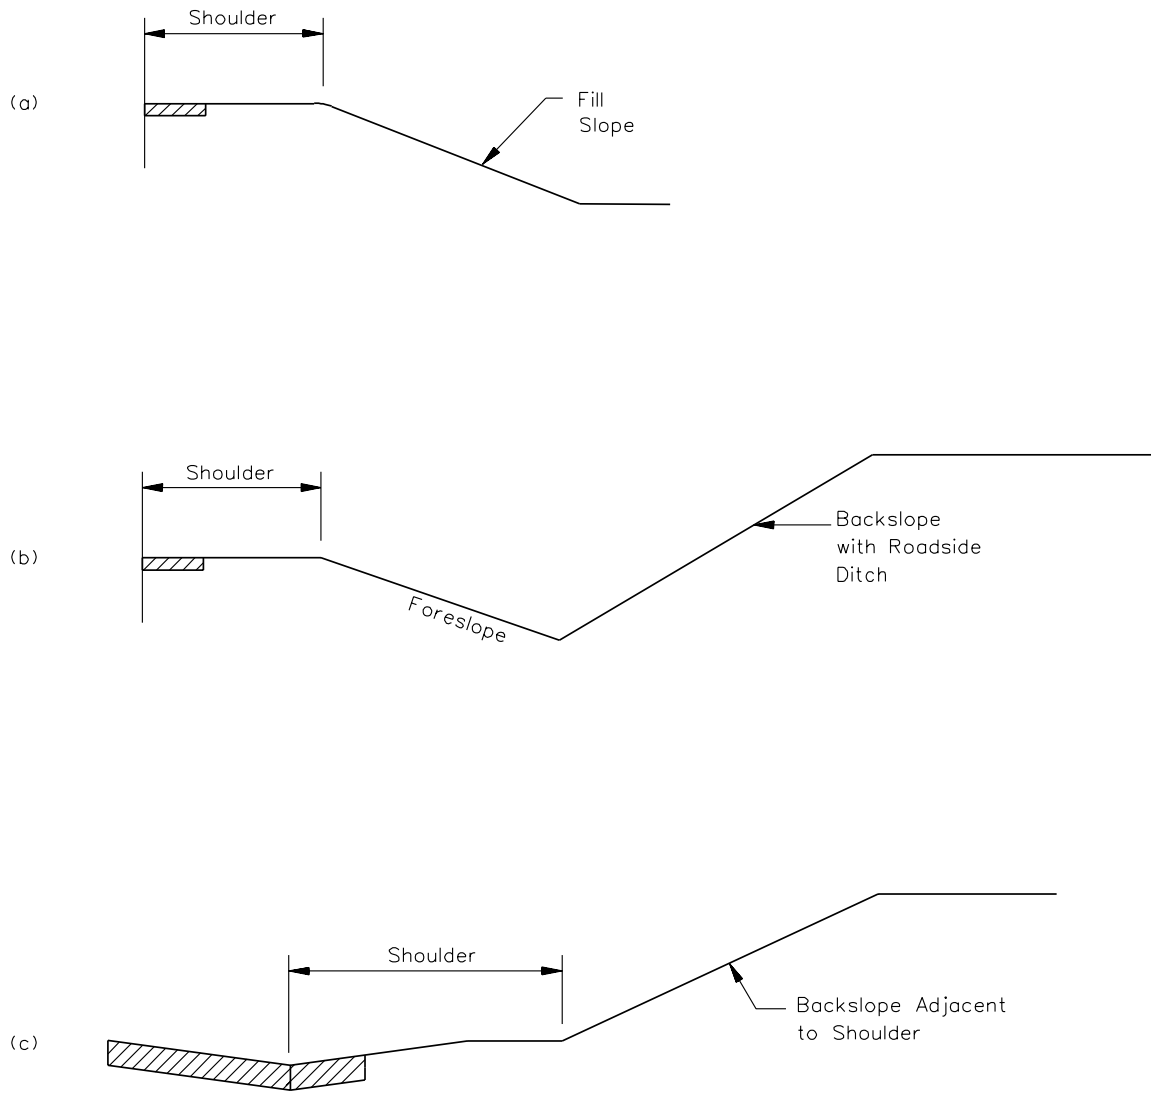 Shoulder
(a)
Fill
Slope
Shoulder
(b)
Foreslope
Backslope
with Roadside
Ditch
Shoulder
(c)
Backslope Adjacent
to Shoulder